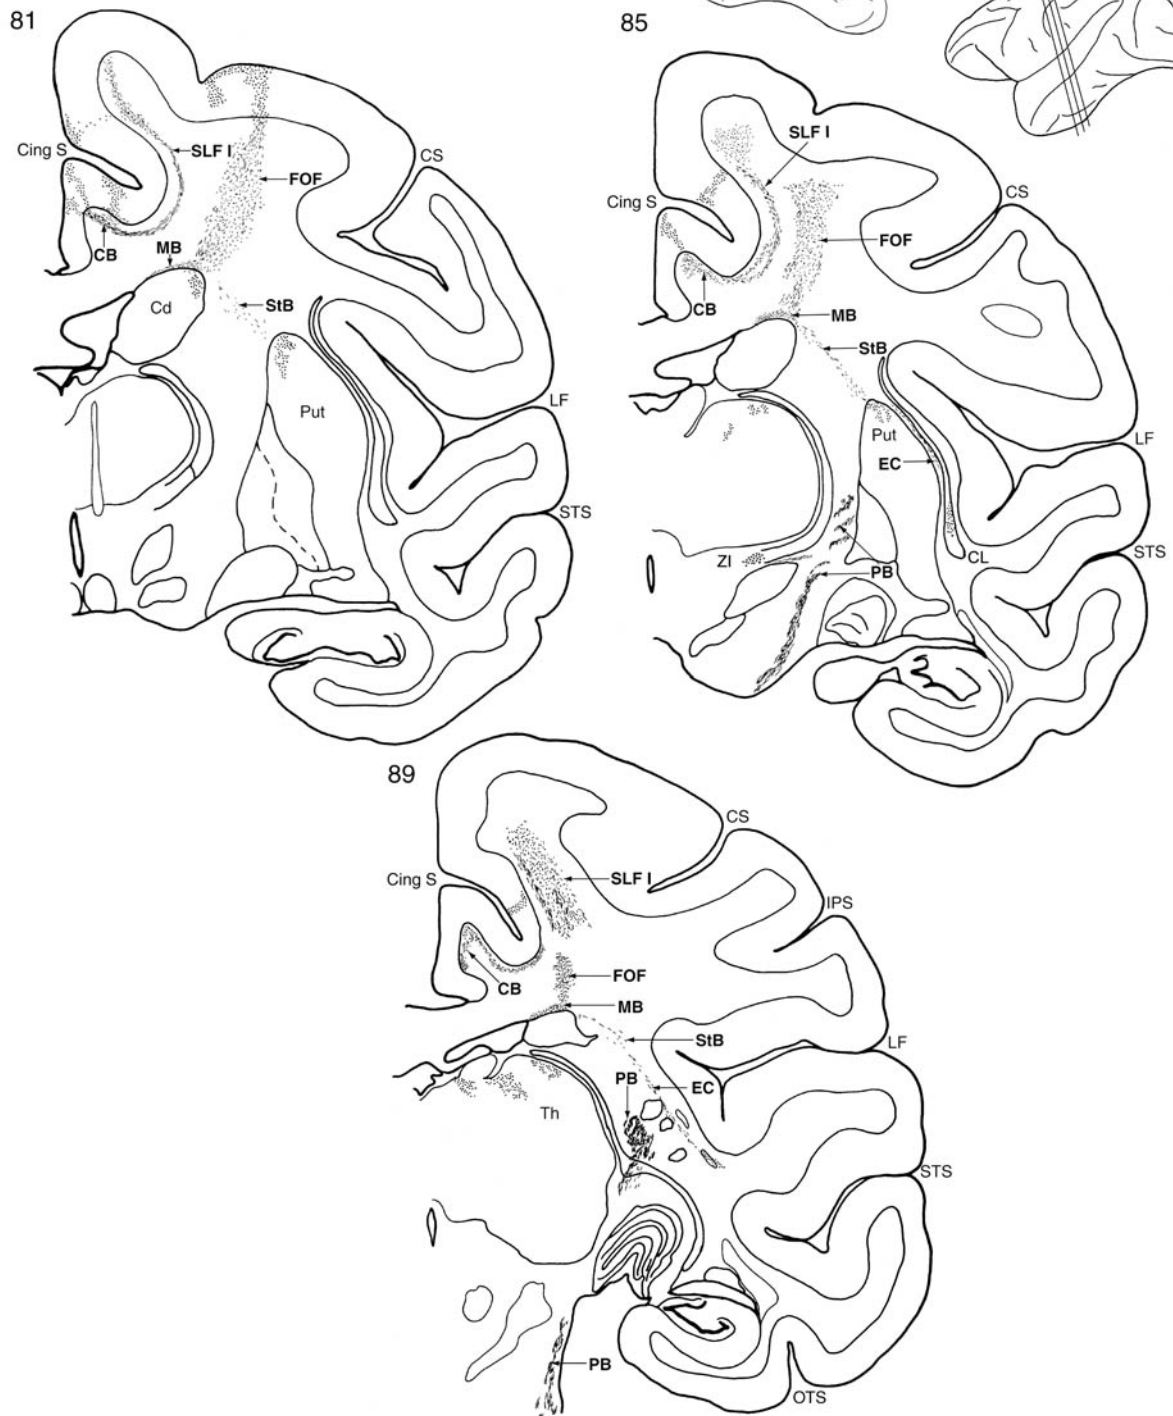 81
Cing S
SLF I
FOF
CS
CB
MB
Cd
StB
Put
LF
STS
85
SLF I
Cing S
CS
FOF
CB
MB
StB
Put
EC
LF
CL
STS
ZI
PB
89
CS
Cing S
SLF I
IPS
FOF
CB
MB
StB
LF
PB
EC
Th
STS
PB
OTS